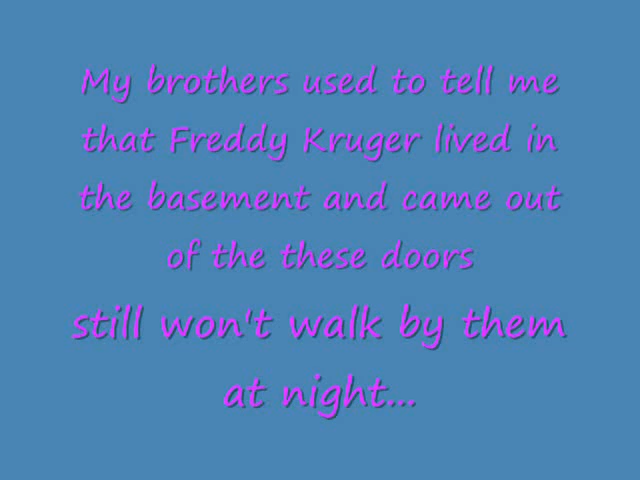 My brothers used to tell me
that Freddy Kruger lived in
the basement and came out
of the these doors
still won't walk by them
at night...